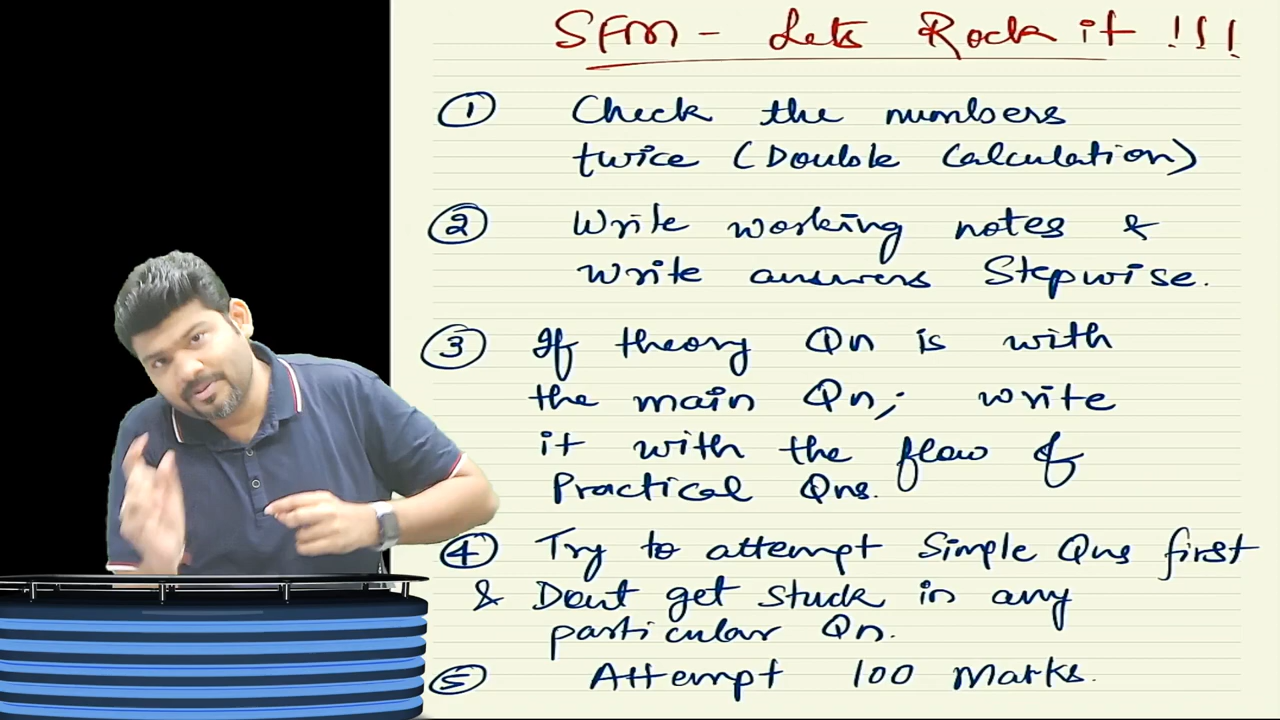 SFM - Lets Rock it !!!
① Check the numbers
twice (Double Calculation)
② Write working notes &
write answers Stepwise.
③ If theory Qn is with
the main Qn; write
it with the flow of
Practical Qns.
④ Try to attempt Simple Qns first
& Dont get stuck in any
particular Qn.
⑤ Attempt 100 Marks.